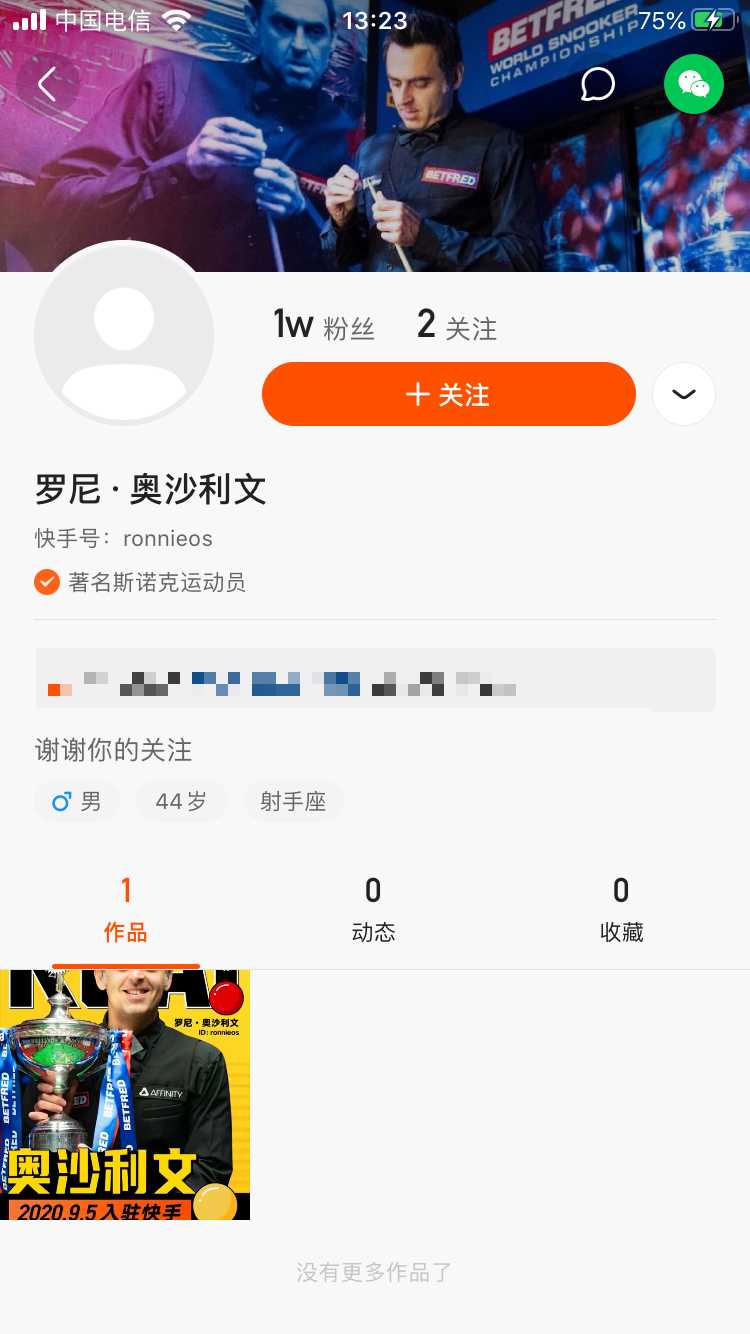 中国电信
13:23
75%
BETFRED
WORLD SNOOKER
CHAMPIONSHIP
BETFRED
1w 粉丝 2 关注
+ 关注
罗尼 · 奥沙利文
快手号：ronnieos
著名斯诺克运动员
谢谢你的关注
♂ 男 44岁 射手座
1 0 0
作品 动态 收藏
罗尼·奥沙利文
ID: ronnieos
AFFINITY
BETFRED
BETFRED
奥沙利文
2020.9.5 入驻快手
没有更多作品了